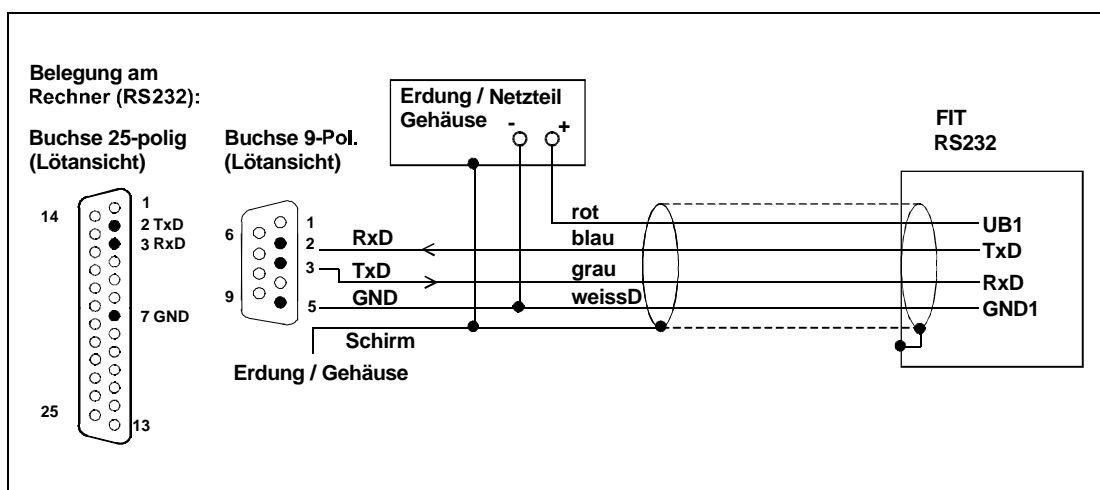 Belegung am
Rechner (RS232):
Buchse 25-polig
(Lötansicht)
14
1
2 TxD
3 RxD
7 GND
25
13
Buchse 9-Pol.
(Lötansicht)
6
9
1
2
3
5
RxD
TxD
GND
Schirm
Erdung / Gehäuse
Erdung / Netzteil
Gehäuse
- +
rot
blau
grau
weissD
FIT
RS232
UB1
TxD
RxD
GND1